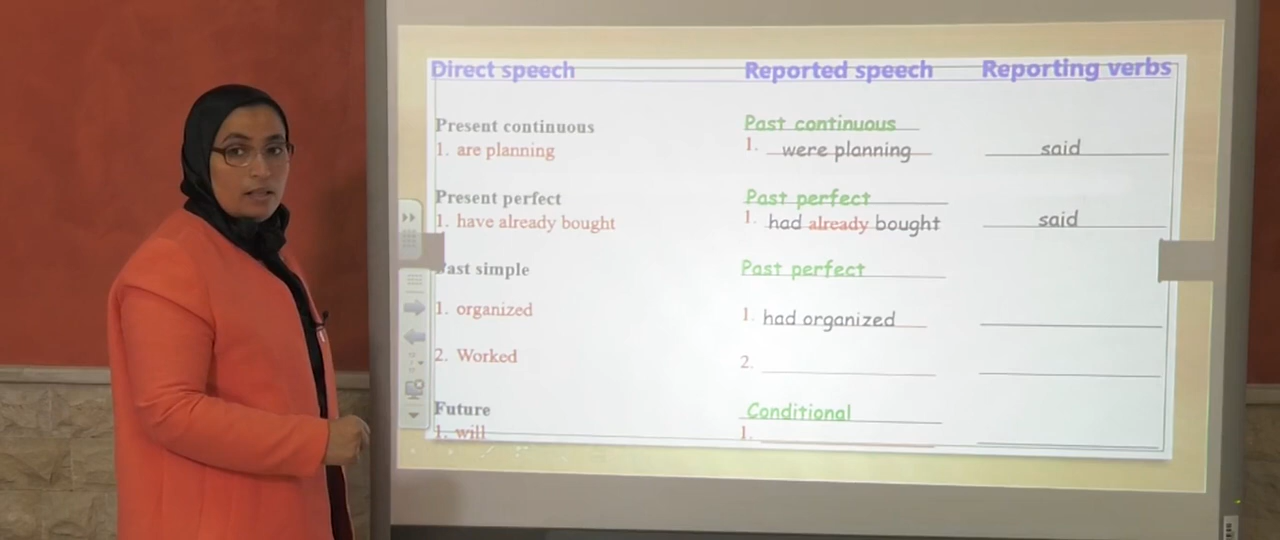 Direct speech Reported speech Reporting verbs
Present continuous Past continuous
1. are planning 1. were planning said
Present perfect Past perfect
1. have already bought 1. had already bought said
Past simple Past perfect
1. organized 1. had organized
2. Worked 2.
Future Conditional
1. will 1.